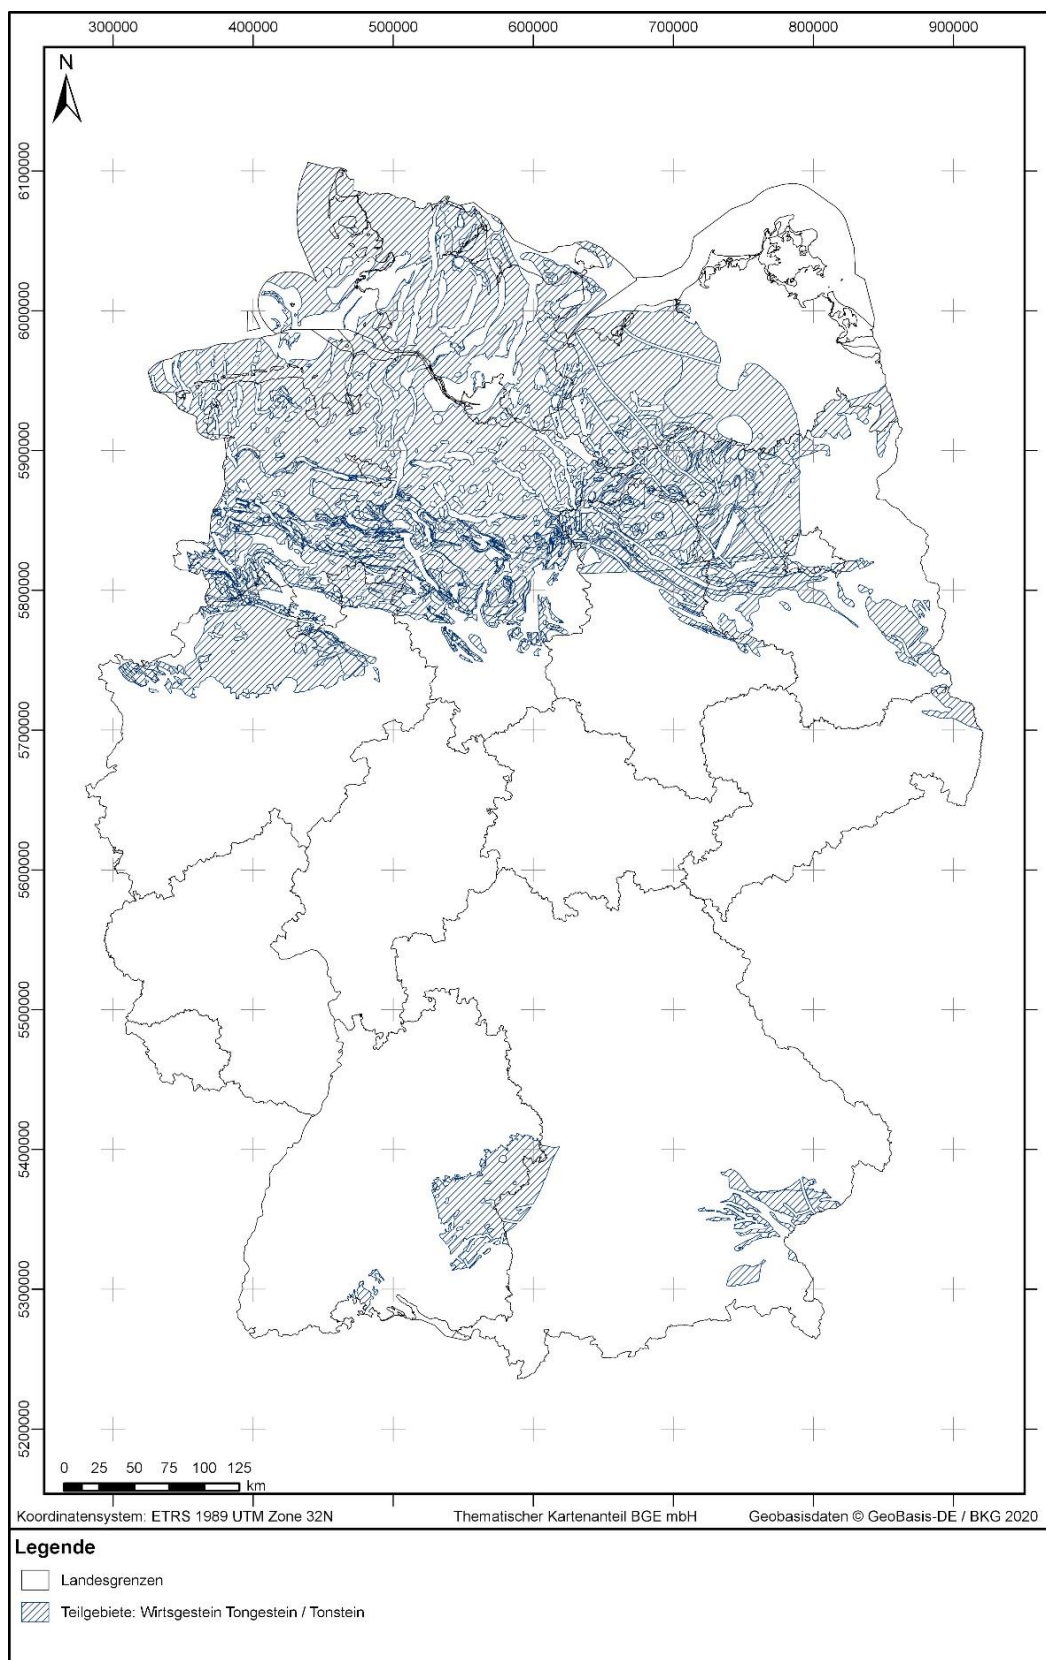 300000 400000 500000 600000 700000 800000 900000
N
6100000
6000000
5900000
5800000
5700000
5600000
5500000
5400000
5300000
5200000
0 25 50 75 100 125
km
Koordinatensystem: ETRS 1989 UTM Zone 32N Thematischer Kartenanteil BGE mbH Geobasisdaten © GeoBasis-DE / BKG 2020
Legende
Landesgrenzen
Teilgebiete: Wirtsgestein Tongestein / Tonstein